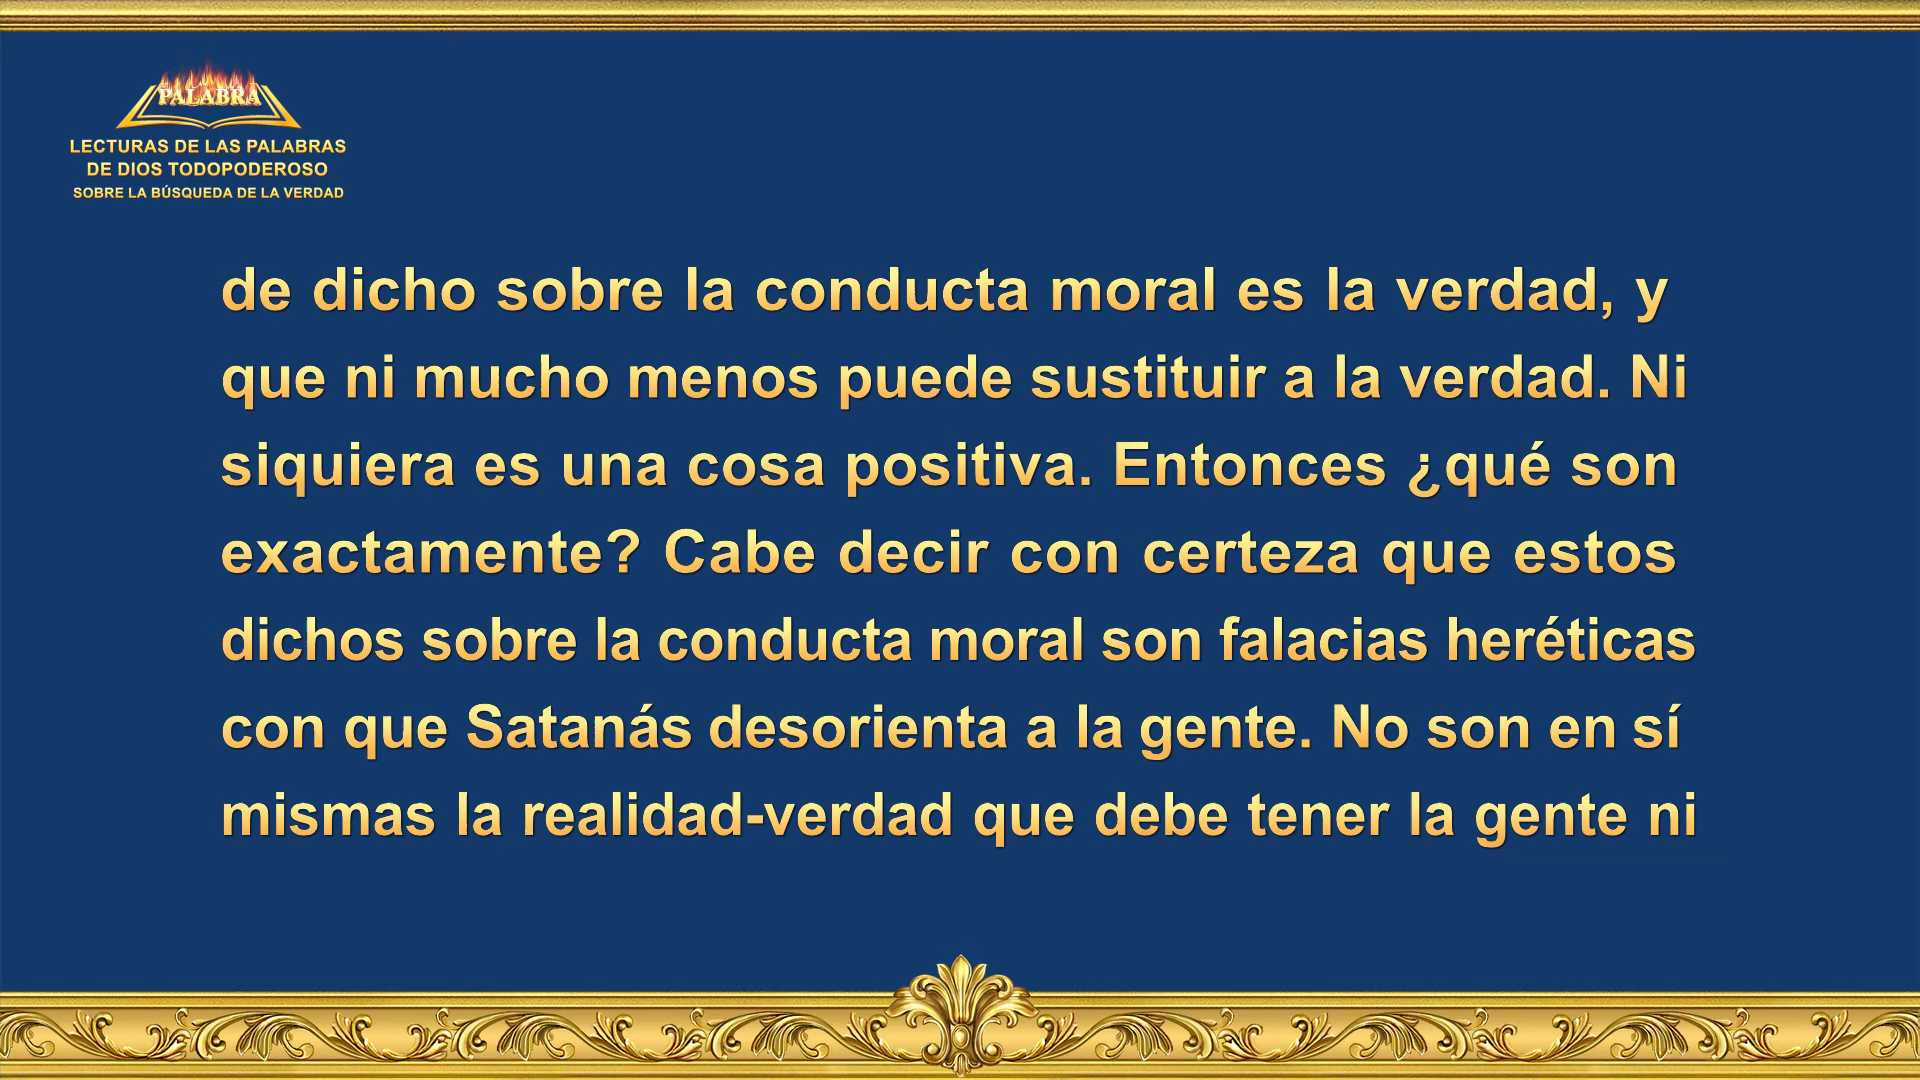 PALABRA
LECTURAS DE LAS PALABRAS
DE DIOS TODOPODEROSO
SOBRE LA BÚSQUEDA DE LA VERDAD
de dicho sobre la conducta moral es la verdad, y
que ni mucho menos puede sustituir a la verdad. Ni
siquiera es una cosa positiva. Entonces ¿qué son
exactamente? Cabe decir con certeza que estos
dichos sobre la conducta moral son falacias heréticas
con que Satanás desorienta a la gente. No son en sí
mismas la realidad-verdad que debe tener la gente ni